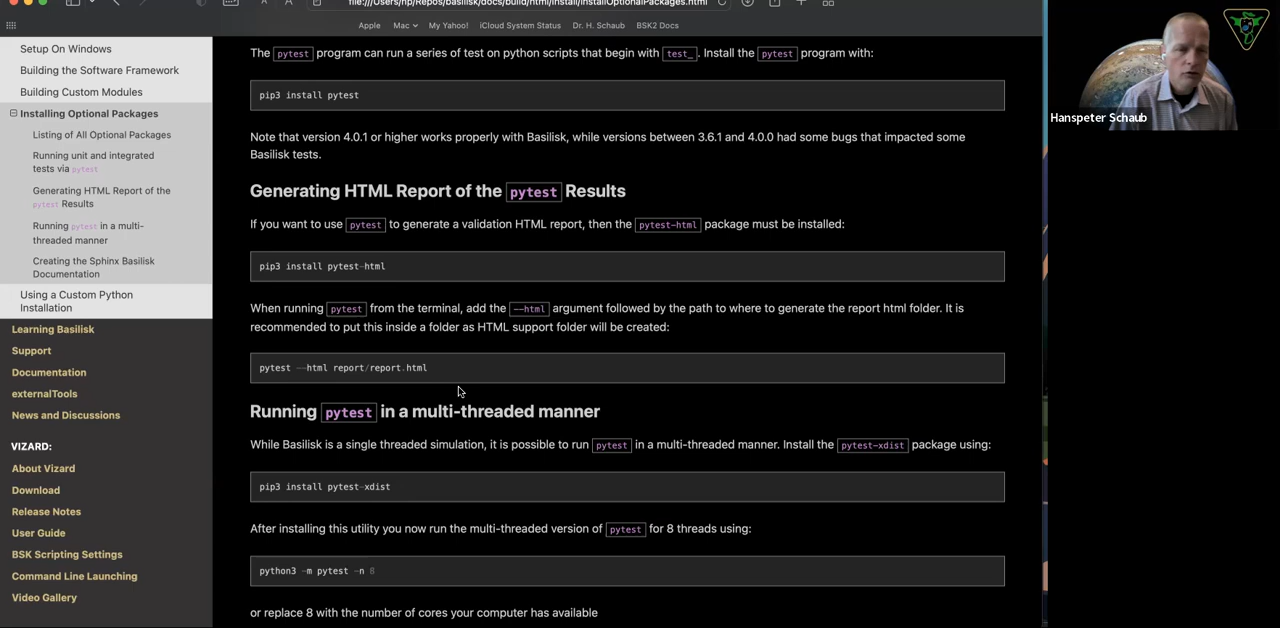 file:///Users/hp/Repos/basilisk/docs/build/html/install/installOptionalPackages.html
Apple Mac My Yahoo! iCloud System Status Dr. H. Schaub BSK2 Docs
Setup On Windows
Building the Software Framework
Building Custom Modules
Installing Optional Packages
Listing of All Optional Packages
Running unit and integrated
tests via pytest
Generating HTML Report of the
pytest Results
Running pytest in a multi-
threaded manner
Creating the Sphinx Basilisk
Documentation
Using a Custom Python
Installation
Learning Basilisk
Support
Documentation
externalTools
News and Discussions
VIZARD:
About Vizard
Download
Release Notes
User Guide
BSK Scripting Settings
Command Line Launching
Video Gallery
The pytest program can run a series of test on python scripts that begin with test_. Install the pytest program with:
pip3 install pytest
Note that version 4.0.1 or higher works properly with Basilisk, while versions between 3.6.1 and 4.0.0 had some bugs that impacted some
Basilisk tests.
Generating HTML Report of the pytest Results
If you want to use pytest to generate a validation HTML report, then the pytest-html package must be installed:
pip3 install pytest-html
When running pytest from the terminal, add the --html argument followed by the path to where to generate the report html folder. It is
recommended to put this inside a folder as HTML support folder will be created:
pytest --html report/report.html
Running pytest in a multi-threaded manner
While Basilisk is a single threaded simulation, it is possible to run pytest in a multi-threaded manner. Install the pytest-xdist package using:
pip3 install pytest-xdist
After installing this utility you now run the multi-threaded version of pytest for 8 threads using:
python3 -m pytest -n 8
or replace 8 with the number of cores your computer has available
Hanspeter Schaub